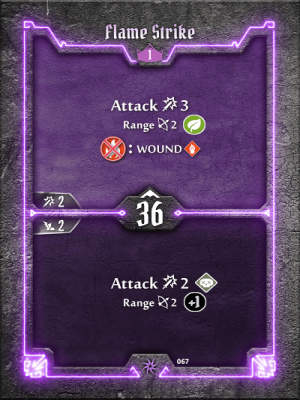 Flame Strike
1
Attack 3
Range 2
: WOUND
2
36
2
Attack 2
Range 2 +1
067